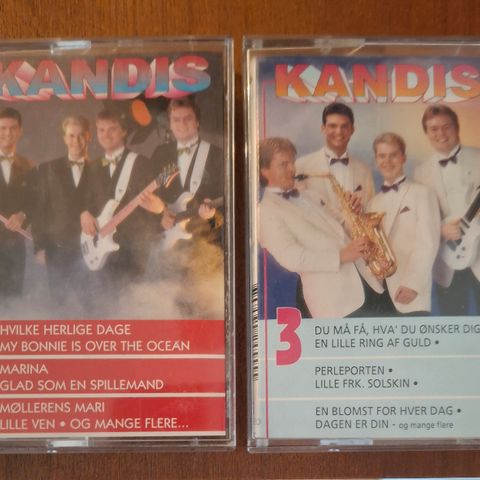 KANDIS
HVILKE HERLIGE DAGE
MY BONNIE IS OVER THE OCEAN
MARINA
GLAD SOM EN SPILLEMAND
MØLLERENS MARI
LILLE VEN • OG MANGE FLERE...
KANDIS
3
DU MÅ FÅ, HVA' DU ØNSKER DIG
EN LILLE RING AF GULD •
PERLEPORTEN •
LILLE FRK. SOLSKIN •
EN BLOMST FOR HVER DAG •
DAGEN ER DIN - og mange flere